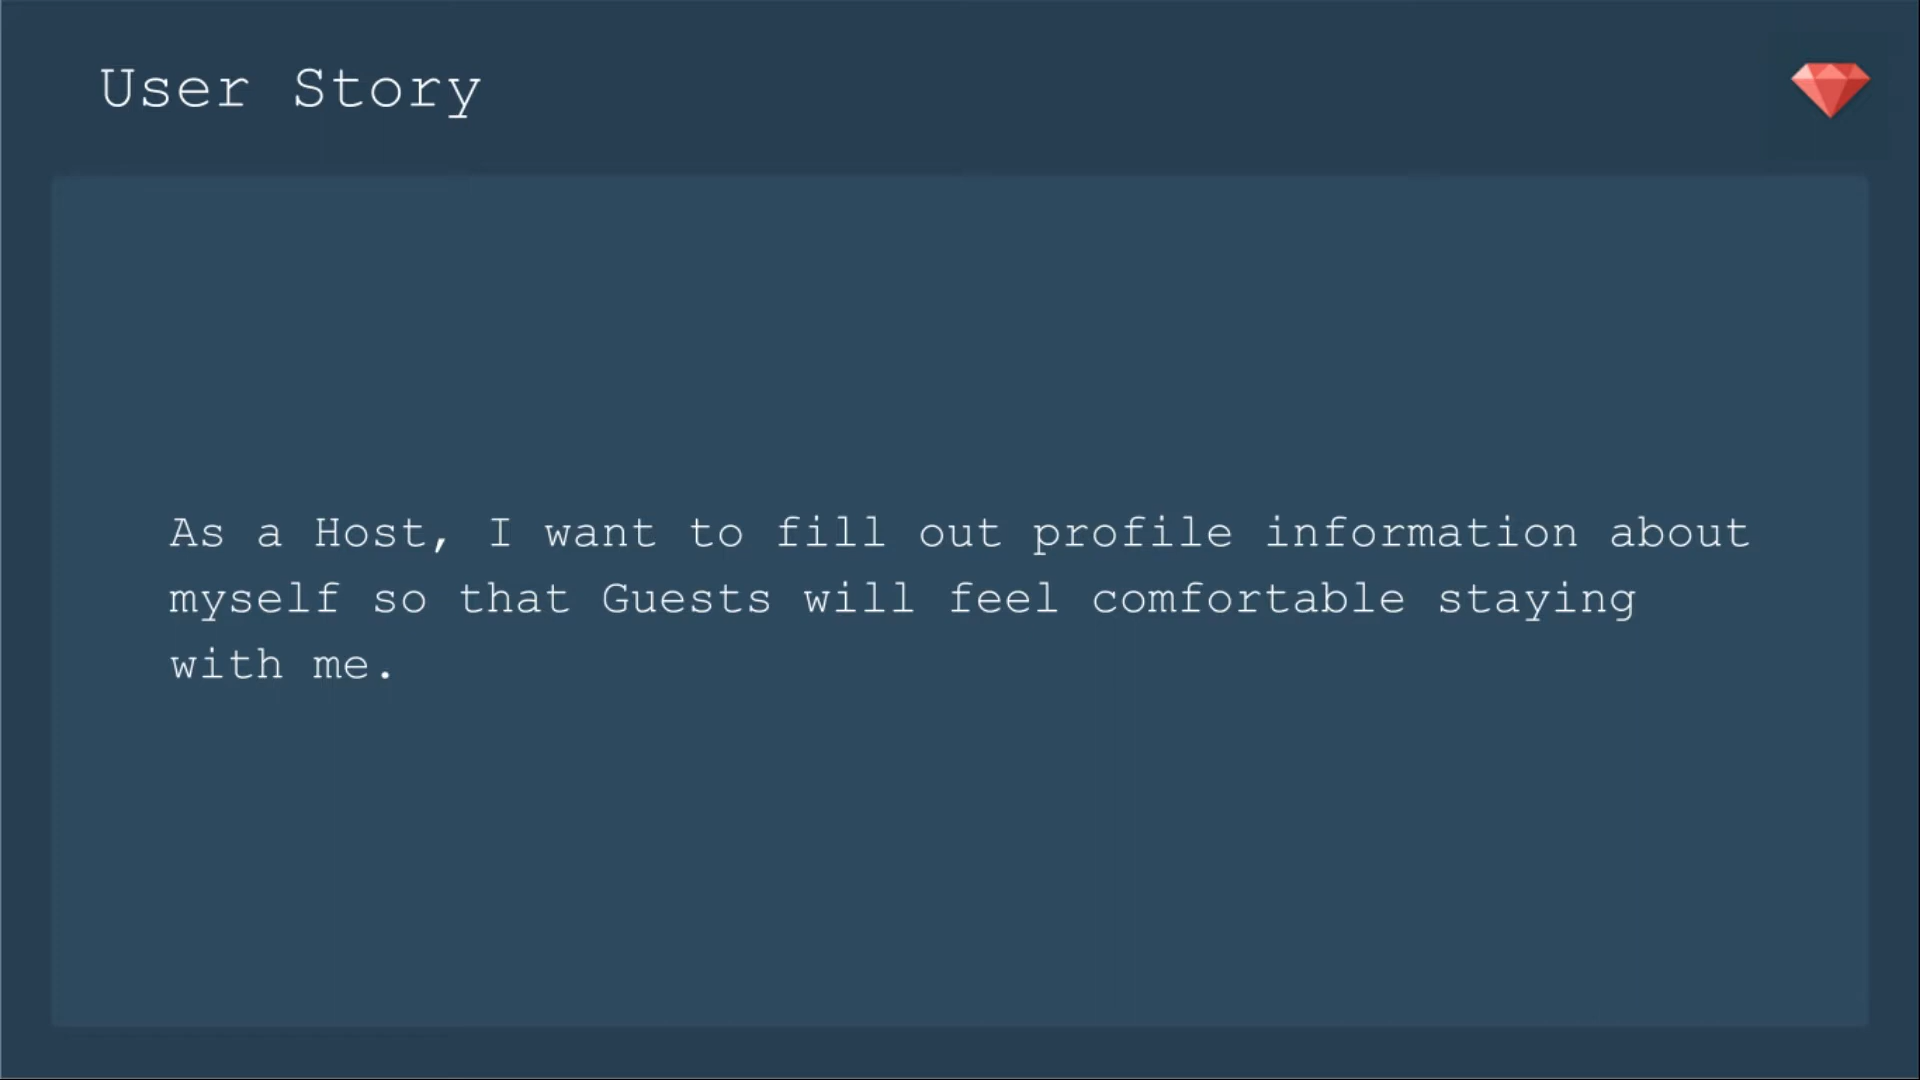 User Story
As a Host, I want to fill out profile information about
myself so that Guests will feel comfortable staying
with me.